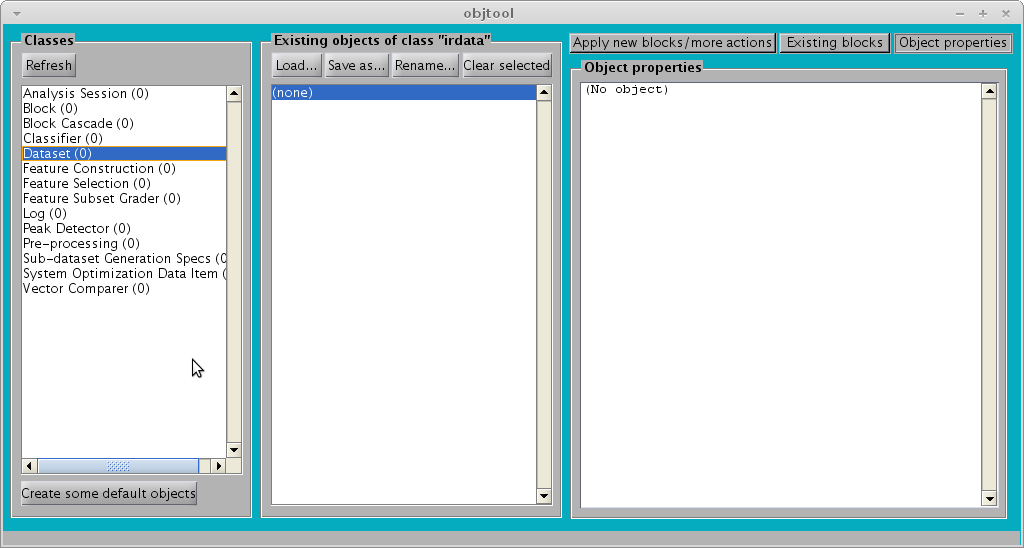 objtool
Classes
Refresh
Analysis Session (0)
Block (0)
Block Cascade (0)
Classifier (0)
Dataset (0)
Feature Construction (0)
Feature Selection (0)
Feature Subset Grader (0)
Log (0)
Peak Detector (0)
Pre-processing (0)
Sub-dataset Generation Specs (0
System Optimization Data Item (
Vector Comparer (0)
Create some default objects
Existing objects of class "irdata"
Load... Save as... Rename... Clear selected
(none)
Apply new blocks/more actions Existing blocks Object properties
Object properties
(No object)